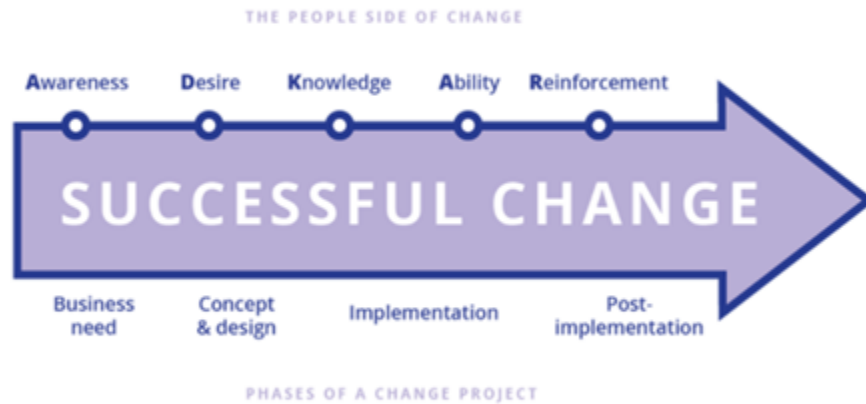 THE PEOPLE SIDE OF CHANGE
Awareness Desire Knowledge Ability Reinforcement
SUCCESSFUL CHANGE
Business need
Concept & design
Implementation
Post-implementation
PHASES OF A CHANGE PROJECT